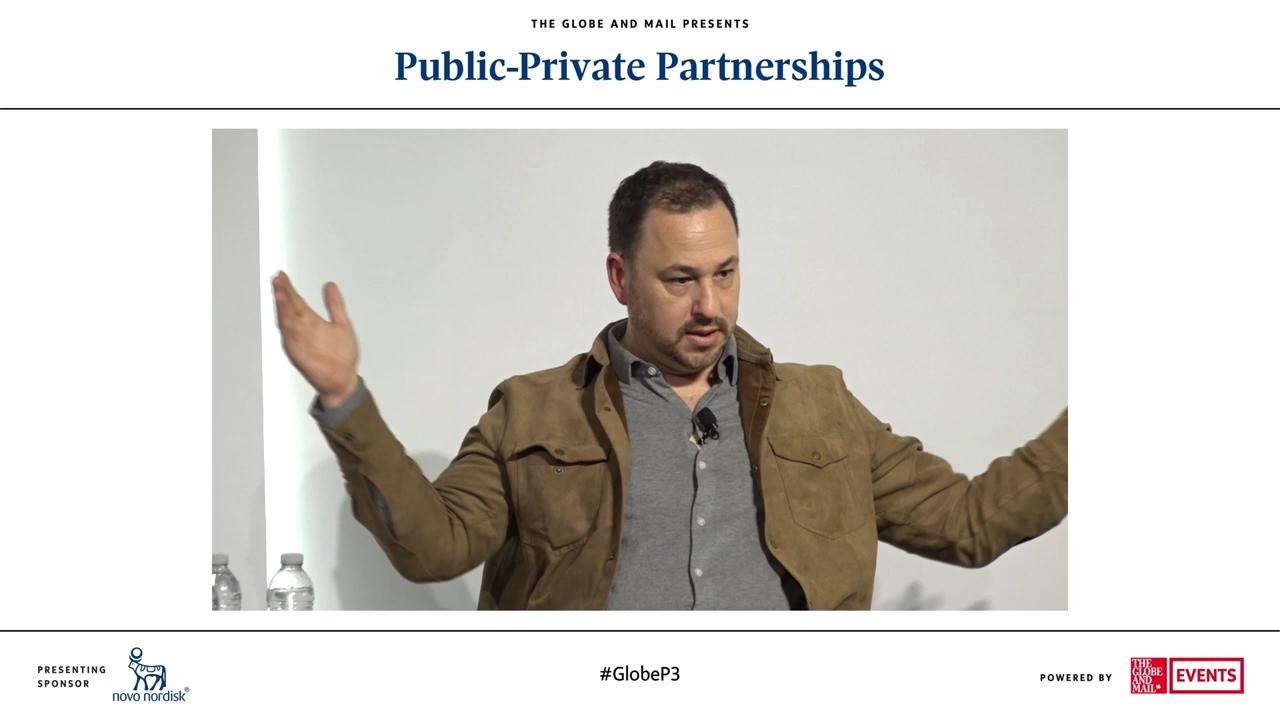 THE GLOBE AND MAIL PRESENTS
Public-Private Partnerships
PRESENTING
SPONSOR
novo nordisk®
#GlobeP3
POWERED BY
THE
GLOBE
AND
MAIL
EVENTS